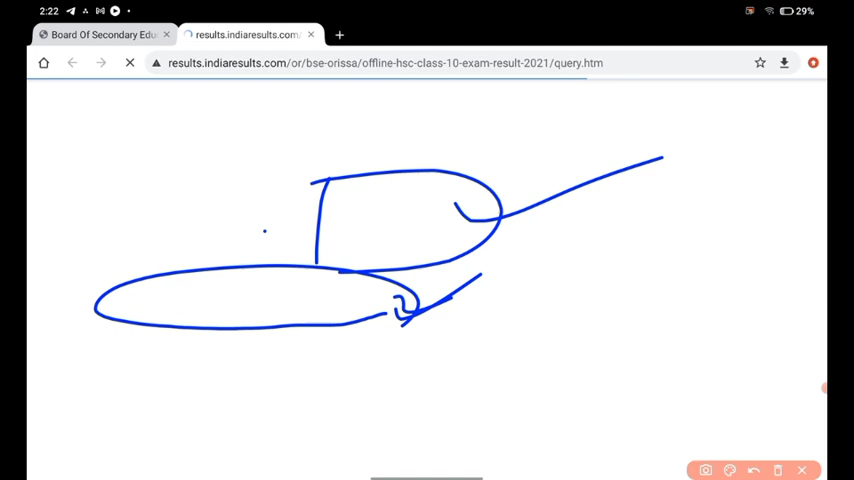 2:22 29%
Board Of Secondary Edu results.indiaresults.com/
results.indiaresults.com/or/bse-orissa/offline-hsc-class-10-exam-result-2021/query.htm